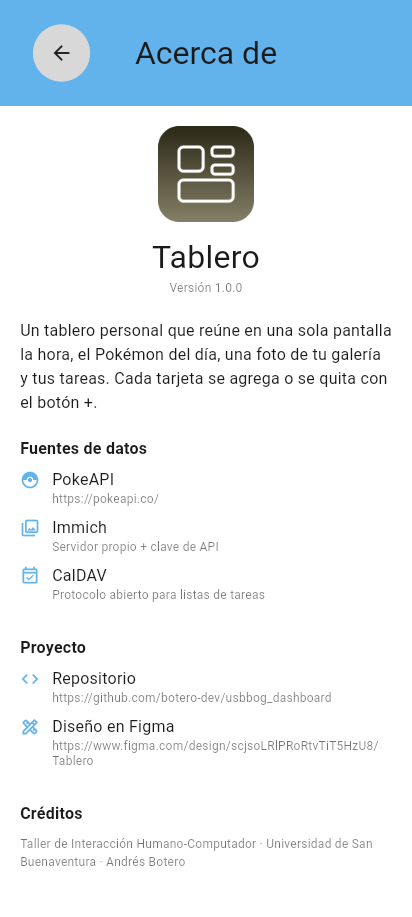 Acerca de
Tablero
Versión 1.0.0
Un tablero personal que reúne en una sola pantalla
la hora, el Pokémon del día, una foto de tu galería
y tus tareas. Cada tarjeta se agrega o se quita con
el botón +.
Fuentes de datos
PokeAPI
https://pokeapi.co/
Immich
Servidor propio + clave de API
CalDAV
Protocolo abierto para listas de tareas
Proyecto
Repositorio
https://github.com/botero-dev/usbbog_dashboard
Diseño en Figma
https://www.figma.com/design/scjsoLRlPRoRtvTiT5HzU8/
Tablero
Créditos
Taller de Interacción Humano-Computador · Universidad de San
Buenaventura · Andrés Botero